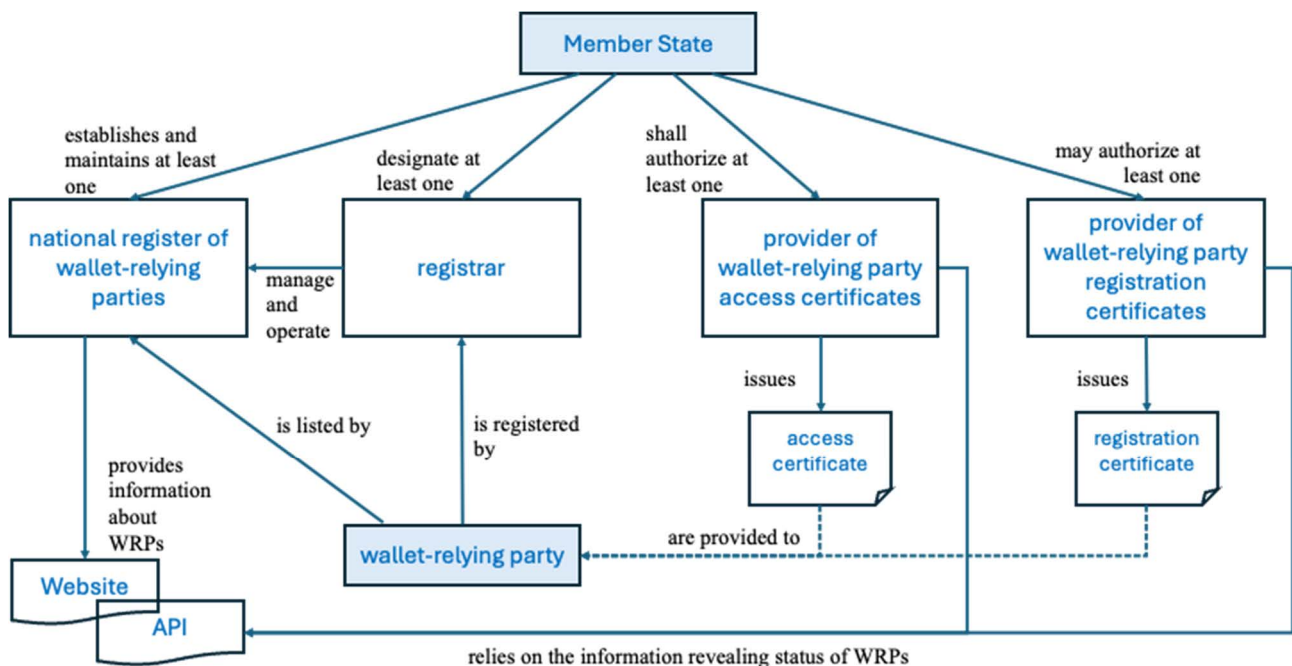 Member State
establishes and
maintains at least
one
designate at
least one
shall
authorize at
least one
may authorize at
least one
national register of
wallet-relying
parties
manage
and
operate
registrar
provider of
wallet-relying party
access certificates
provider of
wallet-relying party
registration
certificates
issues
issues
is listed by
is registered
by
access
certificate
registration
certificate
provides
information
about
WRPs
wallet-relying party
are provided to
Website
API
relies on the information revealing status of WRPs